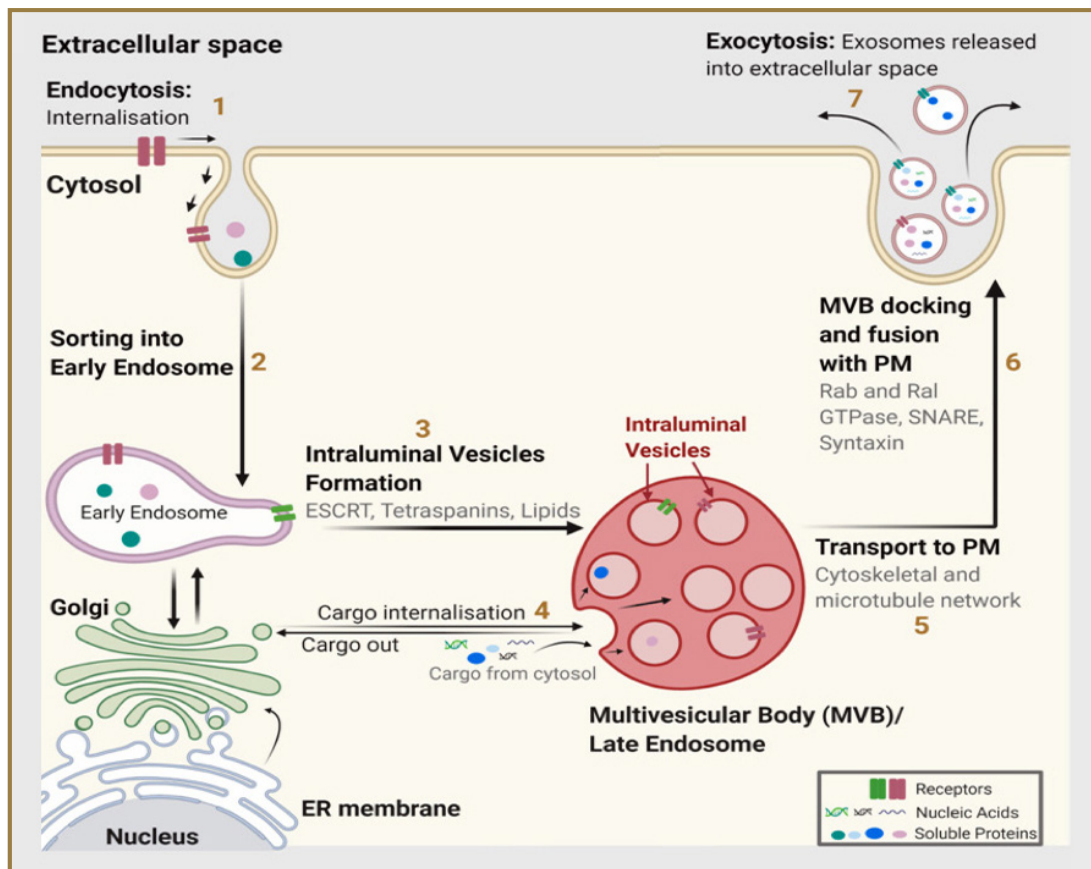 Extracellular space
Endocytosis:
Internalisation
1
Cytosol
Exocytosis: Exosomes released
into extracellular space
7
Sorting into
Early Endosome
2
Early Endosome
3
Intraluminal Vesicles
Formation
ESCRT, Tetraspanins, Lipids
Intraluminal
Vesicles
MVB docking
and fusion
with PM
Rab and Ral
GTPase, SNARE,
Syntaxin
6
Transport to PM
Cytoskeletal and
microtubule network
5
Golgi
Cargo internalisation 4
Cargo out
Cargo from cytosol
Multivesicular Body (MVB)/
Late Endosome
ER membrane
Nucleus
Receptors
Nucleic Acids
Soluble Proteins